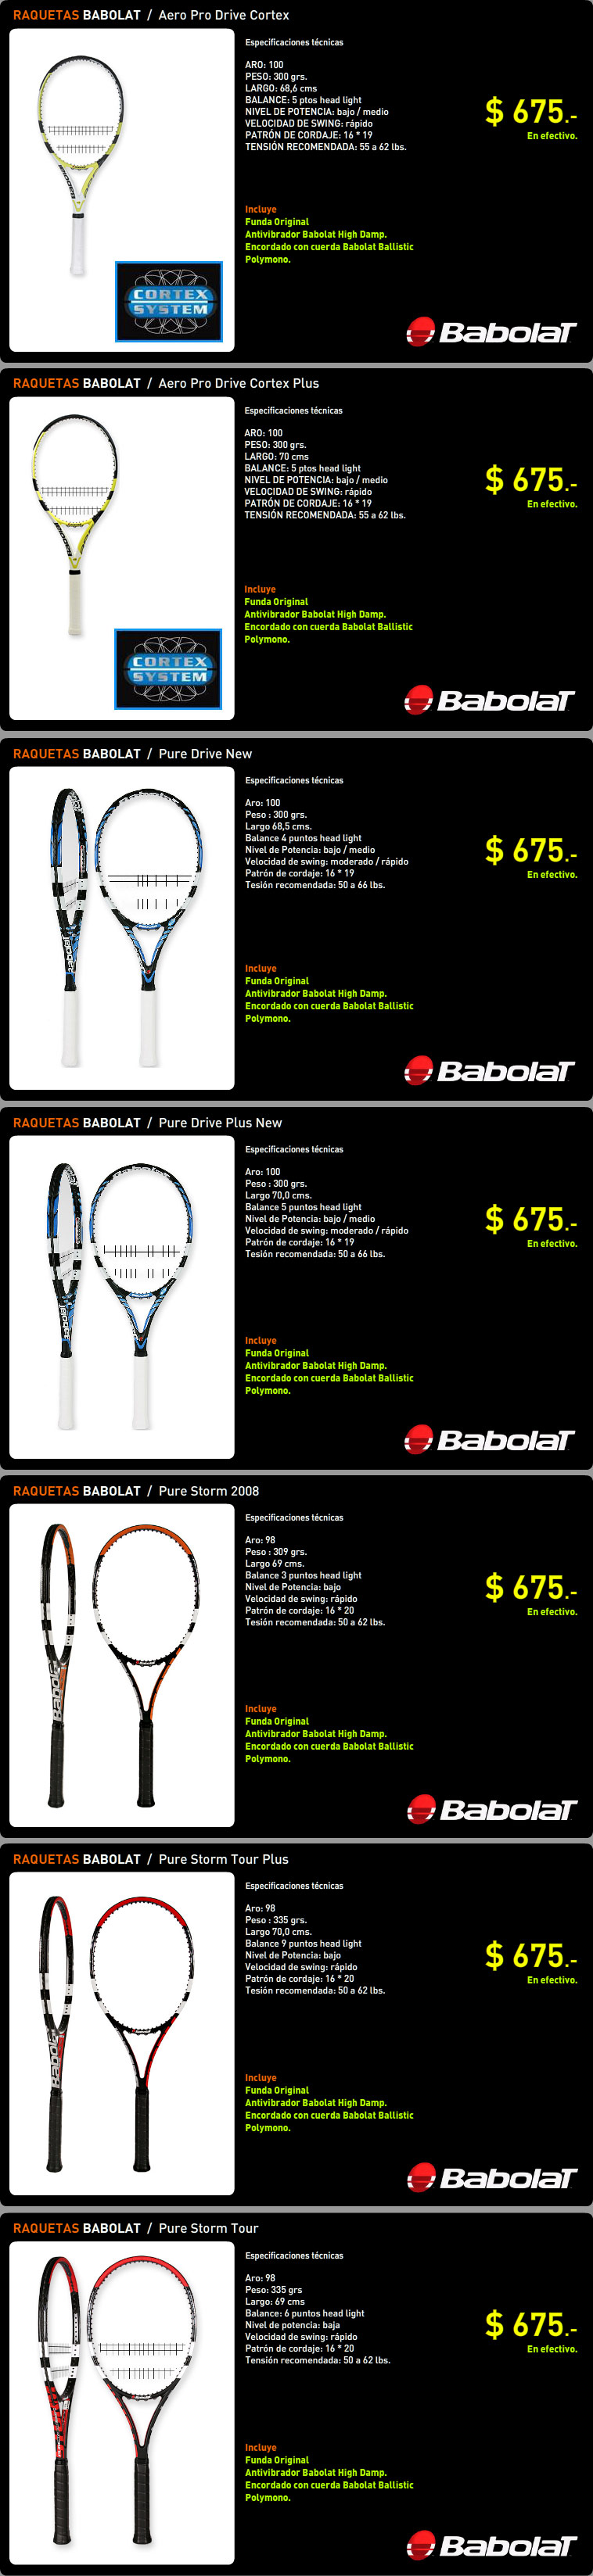 RAQUETAS BABOLAT / Aero Pro Drive Cortex
Especificaciones técnicas
ARO: 100
PESO: 300 grs.
LARGO: 68,6 cms
BALANCE: 5 ptos head light
NIVEL DE POTENCIA: bajo / medio
VELOCIDAD DE SWING: rápido
PATRÓN DE CORDAJE: 16 * 19
TENSIÓN RECOMENDADA: 55 a 62 lbs.
$ 675.-
En efectivo.
Incluye
Funda Original
Antivibrador Babolat High Damp.
Encordado con cuerda Babolat Ballistic
Polymono.
CORTEX
SYSTEM
BabolaT
RAQUETAS BABOLAT / Aero Pro Drive Cortex Plus
Especificaciones técnicas
ARO: 100
PESO: 300 grs.
LARGO: 70 cms
BALANCE: 5 ptos head light
NIVEL DE POTENCIA: bajo / medio
VELOCIDAD DE SWING: rápido
PATRÓN DE CORDAJE: 16 * 19
TENSIÓN RECOMENDADA: 55 a 62 lbs.
$ 675.-
En efectivo.
Incluye
Funda Original
Antivibrador Babolat High Damp.
Encordado con cuerda Babolat Ballistic
Polymono.
CORTEX
SYSTEM
BabolaT
RAQUETAS BABOLAT / Pure Drive New
Especificaciones técnicas
Aro: 100
Peso : 300 grs.
Largo 68,5 cms.
Balance 4 puntos head light
Nivel de Potencia: bajo / medio
Velocidad de swing: moderado / rápido
Patrón de cordaje: 16 * 19
Tesión recomendada: 50 a 66 lbs.
$ 675.-
En efectivo.
Incluye
Funda Original
Antivibrador Babolat High Damp.
Encordado con cuerda Babolat Ballistic
Polymono.
BabolaT
RAQUETAS BABOLAT / Pure Drive Plus New
Especificaciones técnicas
Aro: 100
Peso : 300 grs.
Largo 70,0 cms.
Balance 5 puntos head light
Nivel de Potencia: bajo / medio
Velocidad de swing: moderado / rápido
Patrón de cordaje: 16 * 19
Tesión recomendada: 50 a 66 lbs.
$ 675.-
En efectivo.
Incluye
Funda Original
Antivibrador Babolat High Damp.
Encordado con cuerda Babolat Ballistic
Polymono.
BabolaT
RAQUETAS BABOLAT / Pure Storm 2008
Especificaciones técnicas
Aro: 98
Peso : 309 grs.
Largo 69 cms.
Balance 3 puntos head light
Nivel de Potencia: bajo
Velocidad de swing: rápido
Patrón de cordaje: 16 * 20
Tesión recomendada: 50 a 62 lbs.
$ 675.-
En efectivo.
Incluye
Funda Original
Antivibrador Babolat High Damp.
Encordado con cuerda Babolat Ballistic
Polymono.
BabolaT
RAQUETAS BABOLAT / Pure Storm Tour Plus
Especificaciones técnicas
Aro: 98
Peso : 335 grs.
Largo 70,0 cms.
Balance 9 puntos head light
Nivel de Potencia: bajo
Velocidad de swing: rápido
Patrón de cordaje: 16 * 20
Tesión recomendada: 50 a 62 lbs.
$ 675.-
En efectivo.
Incluye
Funda Original
Antivibrador Babolat High Damp.
Encordado con cuerda Babolat Ballistic
Polymono.
BabolaT
RAQUETAS BABOLAT / Pure Storm Tour
Especificaciones técnicas
Aro: 98
Peso: 335 grs
Largo: 69 cms
Balance: 6 puntos head light
Nivel de potencia: baja
Velocidad de swing: rápido
Patrón de cordaje: 16 * 20
Tensión recomendada: 50 a 62 lbs.
$ 675.-
En efectivo.
Incluye
Funda Original
Antivibrador Babolat High Damp.
Encordado con cuerda Babolat Ballistic
Polymono.
BabolaT